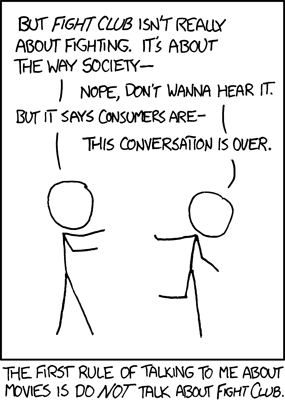 BUT FIGHT CLUB ISN'T REALLY
ABOUT FIGHTING. IT'S ABOUT
THE WAY SOCIETY—
NOPE, DON'T WANNA HEAR IT.
BUT IT SAYS CONSUMERS ARE—
THIS CONVERSATION IS OVER.
THE FIRST RULE OF TALKING TO ME ABOUT
MOVIES IS DO NOT TALK ABOUT FIGHT CLUB.